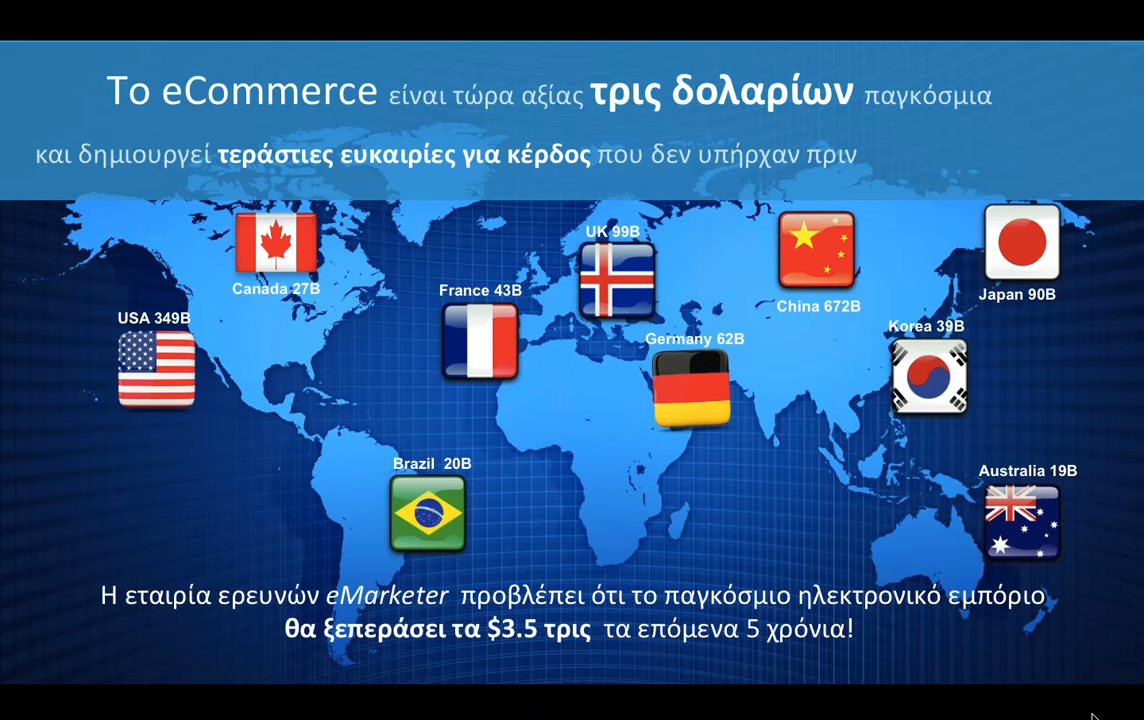 Το eCommerce είναι τώρα αξίας τρις δολαρίων παγκόσμια
και δημιουργεί τεράστιες ευκαιρίες για κέρδος που δεν υπήρχαν πριν
UK 99B
Canada 27B
France 43B
China 672B
Japan 90B
USA 349B
Korea 39B
Germany 62B
Brazil 20B
Australia 19B
Η εταιρία ερευνών eMarketer προβλέπει ότι το παγκόσμιο ηλεκτρονικό εμπόριο
θα ξεπεράσει τα $3.5 τρις τα επόμενα 5 χρόνια!